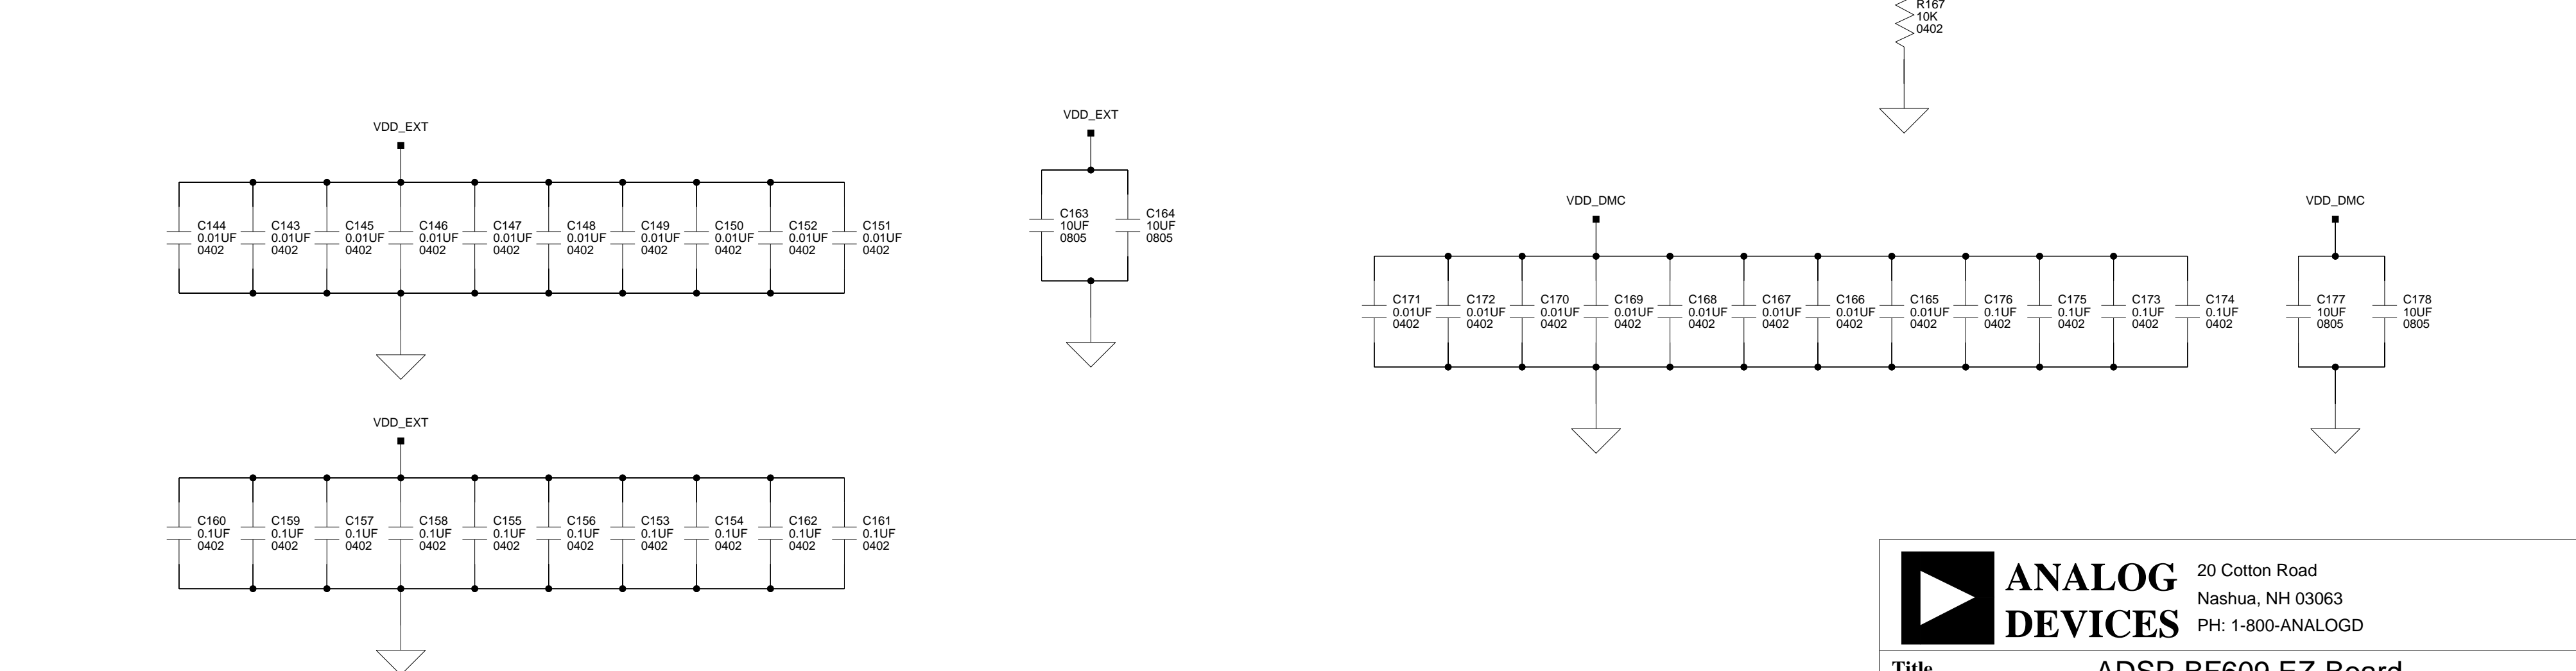 R167
10K
0402
VDD_EXT
C144
0.01UF
0402
C143
0.01UF
0402
C145
0.01UF
0402
C146
0.01UF
0402
C147
0.01UF
0402
C148
0.01UF
0402
C149
0.01UF
0402
C150
0.01UF
0402
C152
0.01UF
0402
C151
0.01UF
0402
VDD_EXT
C163
10UF
0805
C164
10UF
0805
VDD_DMC
C171
0.01UF
0402
C172
0.01UF
0402
C170
0.01UF
0402
C169
0.01UF
0402
C168
0.01UF
0402
C167
0.01UF
0402
C166
0.01UF
0402
C165
0.01UF
0402
C176
0.1UF
0402
C175
0.1UF
0402
C173
0.1UF
0402
C174
0.1UF
0402
VDD_DMC
C177
10UF
0805
C178
10UF
0805
VDD_EXT
C160
0.1UF
0402
C159
0.1UF
0402
C157
0.1UF
0402
C158
0.1UF
0402
C155
0.1UF
0402
C156
0.1UF
0402
C153
0.1UF
0402
C154
0.1UF
0402
C162
0.1UF
0402
C161
0.1UF
0402
ANALOG
DEVICES
20 Cotton Road
Nashua, NH 03063
PH: 1-800-ANALOGD
Title
ADSP-BF609 EZ-Board